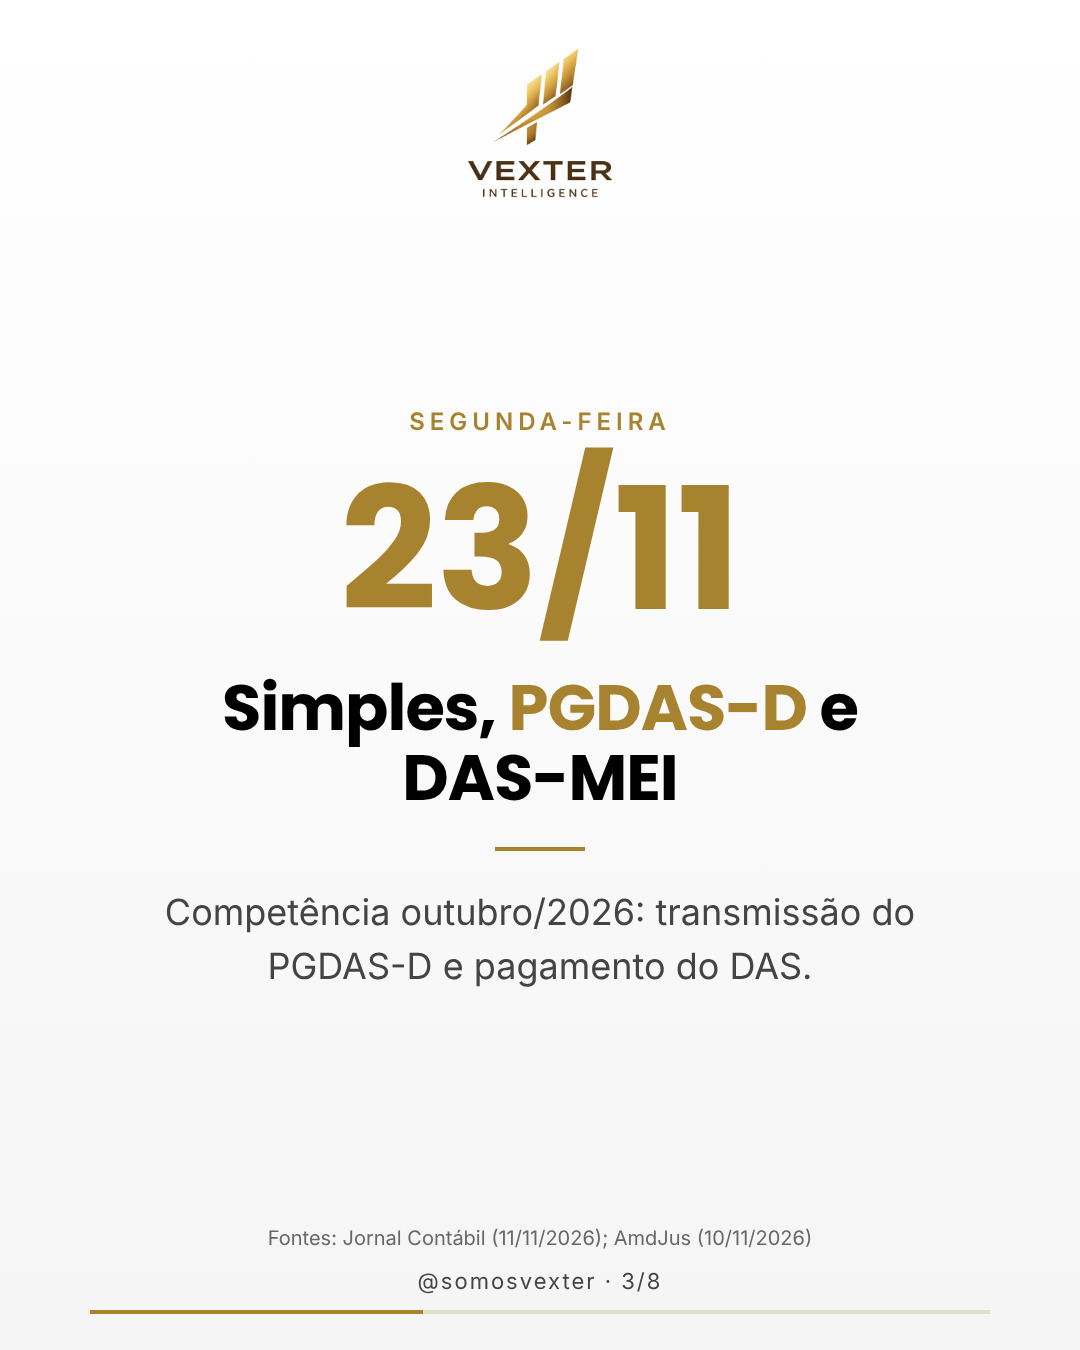 VEXTER
INTELLIGENCE
SEGUNDA-FEIRA
23/11
Simples, PGDAS-D e
DAS-MEI
Competência outubro/2026: transmissão do
PGDAS-D e pagamento do DAS.
Fontes: Jornal Contábil (11/11/2026); AmdJus (10/11/2026)
@somosvexter · 3/8